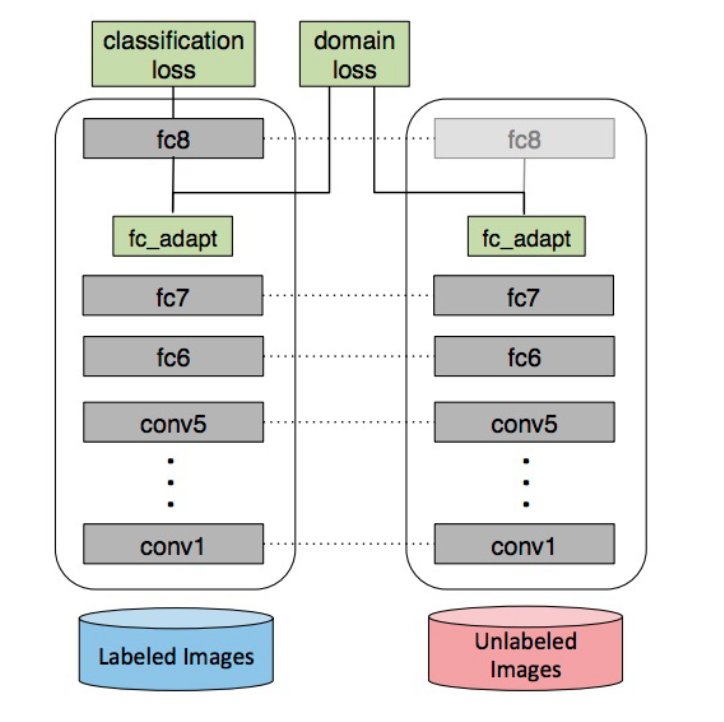 classification
loss
domain
loss
fc8
fc8
fc_adapt
fc_adapt
fc7
fc7
fc6
fc6
conv5
conv5
conv1
conv1
Labeled Images
Unlabeled
Images